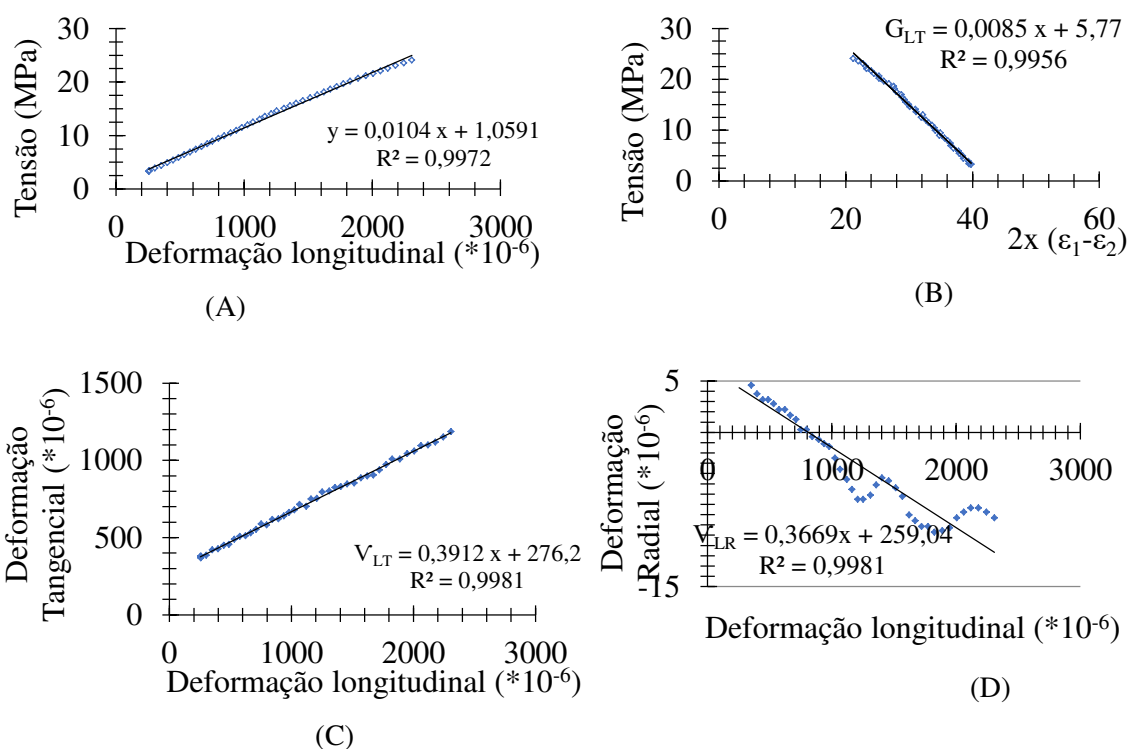 30
20
10
0
Tensão (MPa)
y = 0,0104 x + 1,0591
R² = 0,9972
0 1000 2000 3000
Deformação longitudinal (*10⁻⁶)
(A)
G_LT = 0,0085 x + 5,77
R² = 0,9956
30
20
10
0
Tensão (MPa)
0 20 40 60
2x (ε₁-ε₂)
(B)
1500
1000
500
0
Deformação
Tangencial (*10⁻⁶)
V_LT = 0,3912 x + 276,2
R² = 0,9981
0 1000 2000 3000
Deformação longitudinal (*10⁻⁶)
(C)
5
-15
Deformação
Radial (*10⁻⁶)
0 1000 2000 3000
V_LR = 0,3669x + 259,04
R² = 0,9981
Deformação longitudinal (*10⁻⁶)
(D)